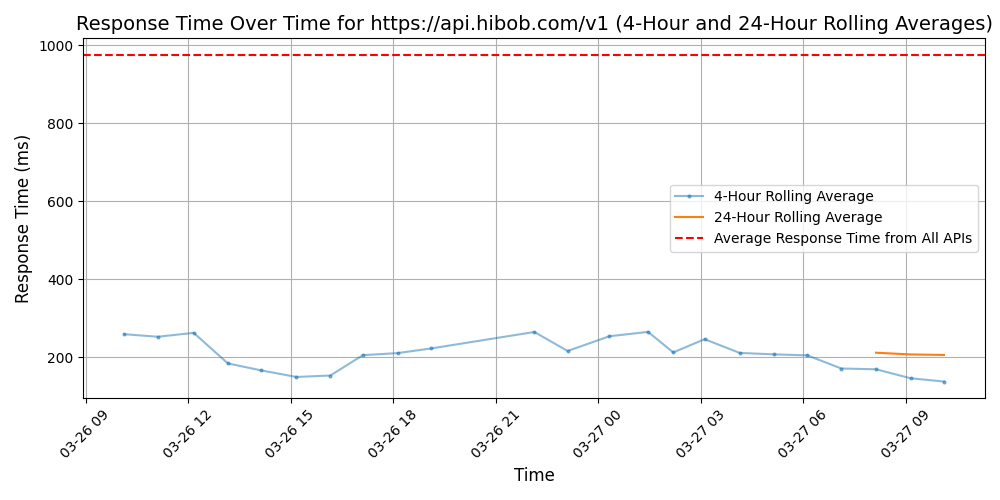 Response Time Over Time for https://api.hibob.com/v1 (4-Hour and 24-Hour Rolling Averages)
Response Time (ms)
1000
800
600
400
200
4-Hour Rolling Average
24-Hour Rolling Average
Average Response Time from All APIs
03-26 09
03-26 12
03-26 15
03-26 18
03-26 21
03-27 00
03-27 03
03-27 06
03-27 09
Time